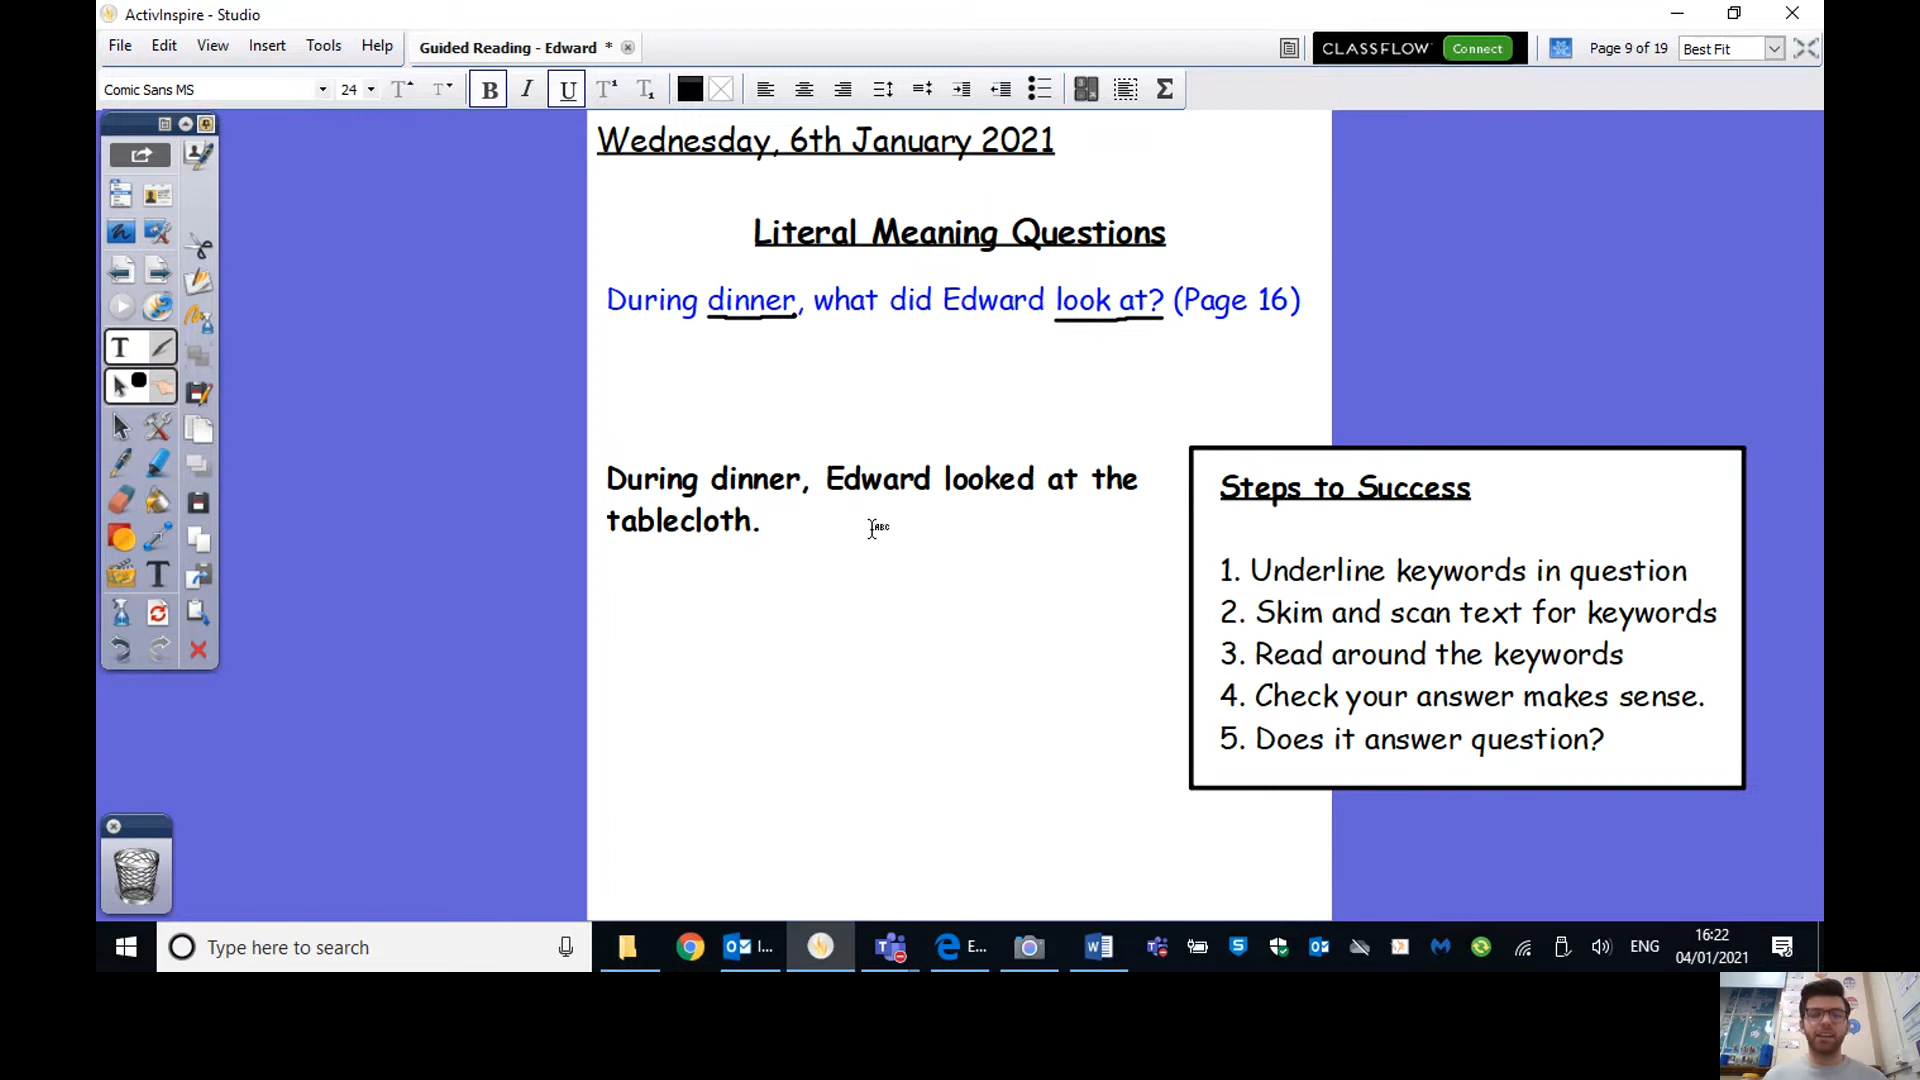 ActivInspire - Studio
File Edit View Insert Tools Help
Guided Reading - Edward *
CLASSFLOW Connect
Page 9 of 19
Best Fit
Comic Sans MS 24
Wednesday, 6th January 2021
Literal Meaning Questions
During dinner, what did Edward look at? (Page 16)
During dinner, Edward looked at the
tablecloth.
Steps to Success
1. Underline keywords in question
2. Skim and scan text for keywords
3. Read around the keywords
4. Check your answer makes sense.
5. Does it answer question?
Type here to search
I...
E...
ENG
16:22
04/01/2021